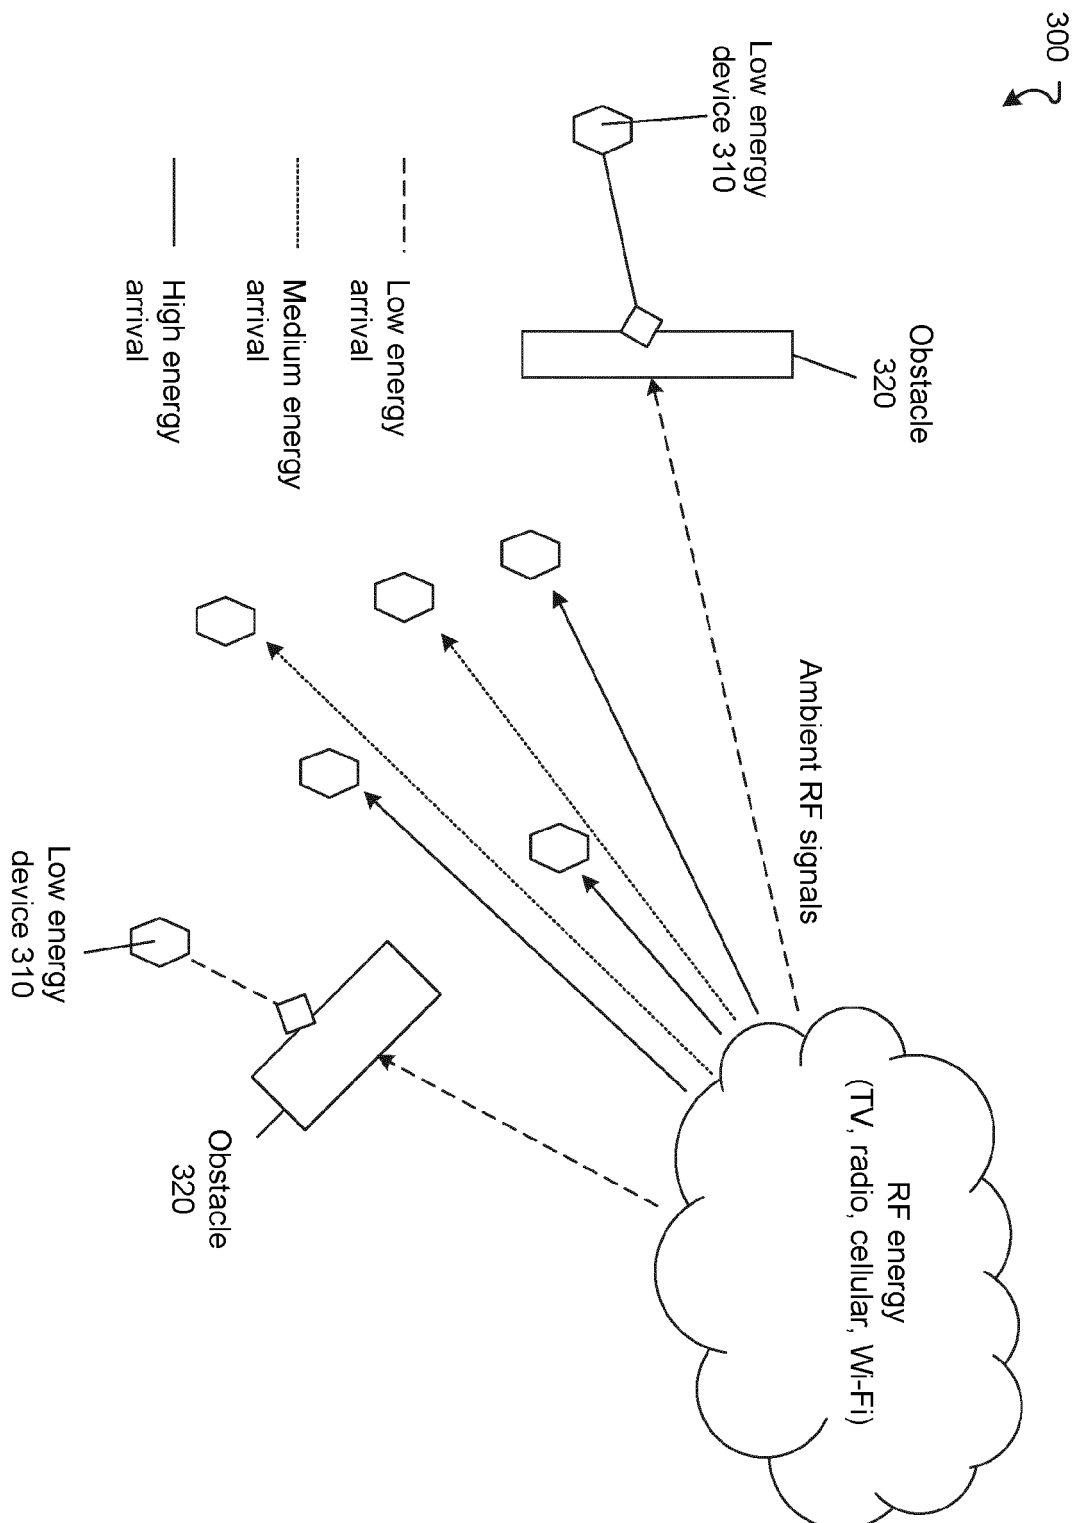 300
RF energy
(TV, radio, cellular, Wi-Fi)
Obstacle
320
Ambient RF signals
Low energy
device 310
Low energy
arrival
Medium energy
arrival
High energy
arrival
Obstacle
320
Low energy
device 310